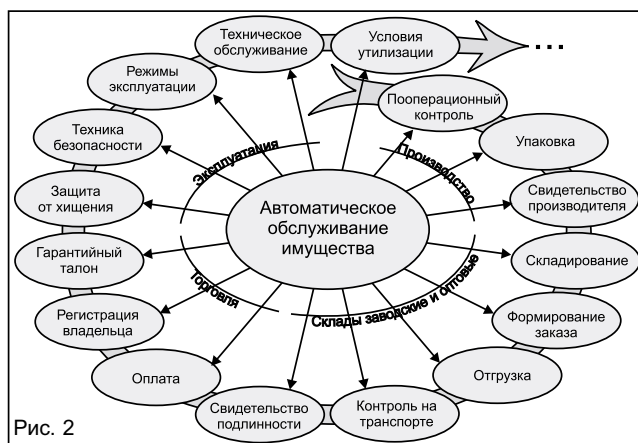 Техническое
обслуживание
Условия
утилизации
...
Режимы
эксплуатации
Пооперационный
контроль
Техника
безопасности
Упаковка
Эксплуатация
Производство
Защита
от хищения
Свидетельство
производителя
Автоматическое
обслуживание
имущества
Гарантийный
талон
Складирование
Торговля
Склады заводские и оптовые
Регистрация
владельца
Формирование
заказа
Оплата
Отгрузка
Свидетельство
подлинности
Контроль на
транспорте
Рис. 2